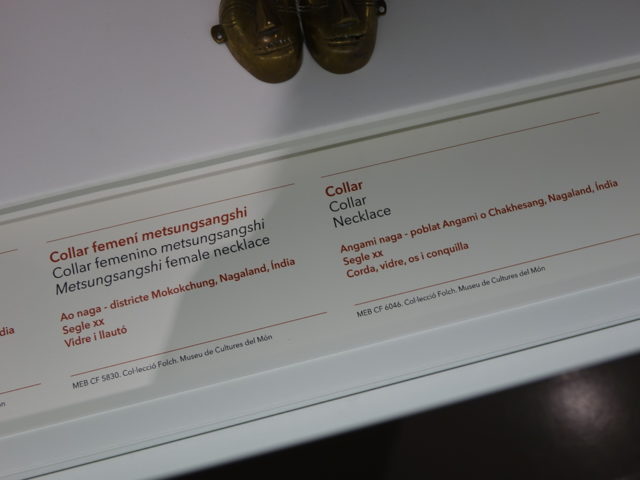 dia
ón
Collar femení metsungsangshi
Collar femenino metsungsangshi
Metsungsangshi female necklace
Ao naga - districte Mokokchung, Nagaland, Índia
Segle XX
Vidre i llautó
MEB CF 5830. Col·lecció Folch. Museu de Cultures del Món
Collar
Collar
Necklace
Angami naga - poblat Angami o Chakhesang, Nagaland, Índia
Segle XX
Corda, vidre, os i conquilla
MEB CF 6046. Col·lecció Folch. Museu de Cultures del Món